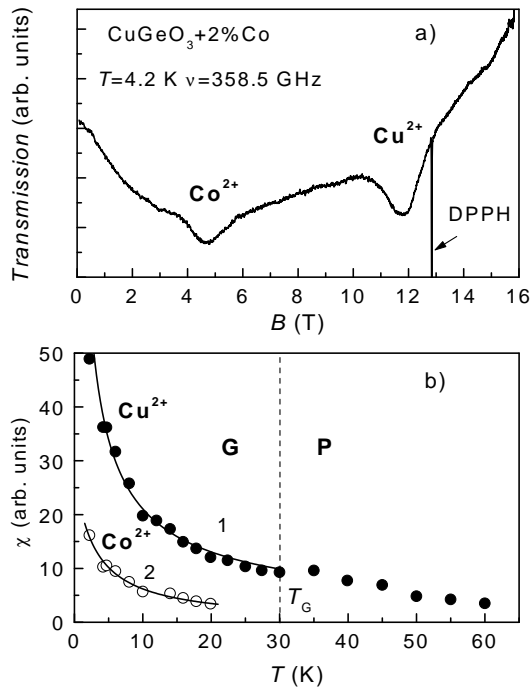 CuGeO₃+2%Co
a)
T=4.2 K ν=358.5 GHz
Transmission (arb. units)
Cu²⁺
Co²⁺
DPPH
0 2 4 6 8 10 12 14 16
B (T)
50
40
30
20
10
0
χ (arb. units)
b)
Cu²⁺
G P
Co²⁺
1
2
T_G
0 10 20 30 40 50 60
T (K)